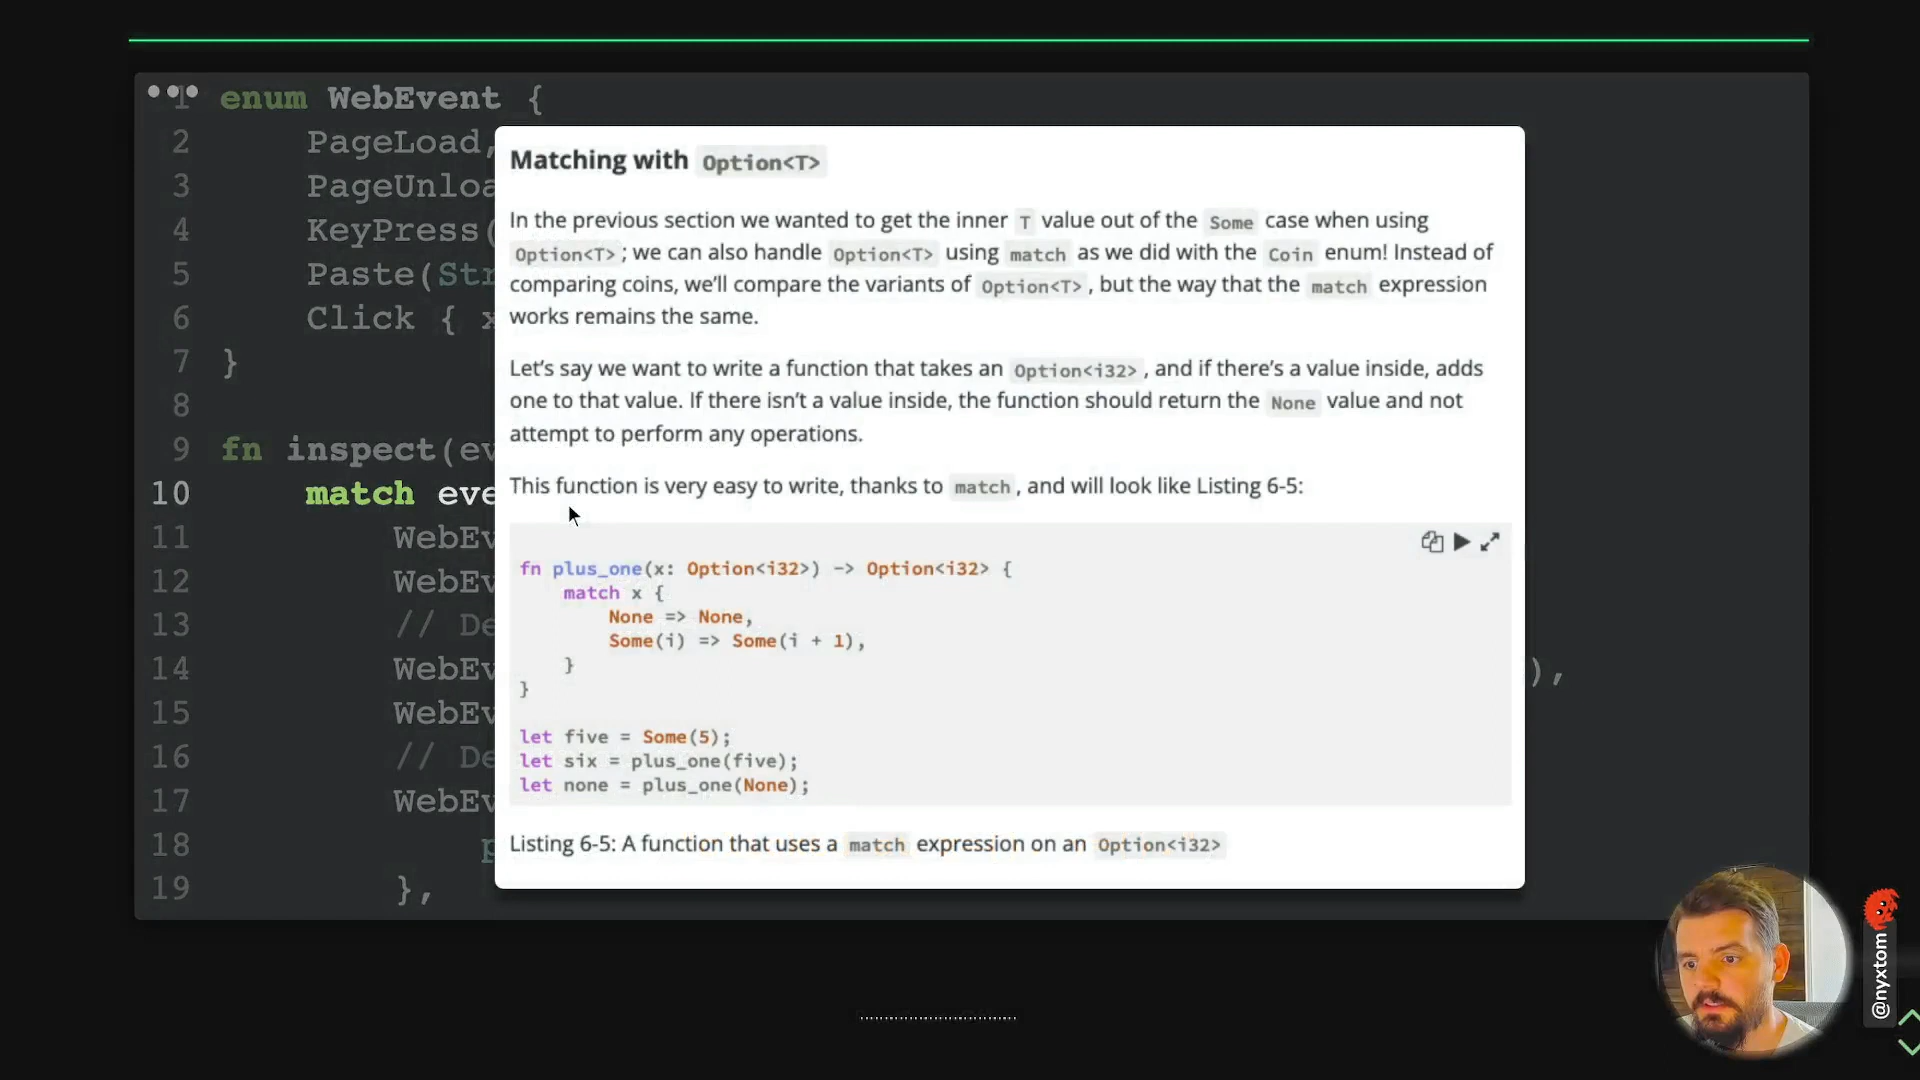 1 enum WebEvent {
2 PageLoad,
3 PageUnloa
4 KeyPress(
5 Paste(Str
6 Click { x
7 }
8
9 fn inspect(ev
10 match eve
11 WebEv
12 WebEv
13 // De
14 WebEv ),
15 WebEv
16 // De
17 WebEv
18 p
19 },
Matching with Option<T>
In the previous section we wanted to get the inner T value out of the Some case when using
Option<T>; we can also handle Option<T> using match as we did with the Coin enum! Instead of
comparing coins, we’ll compare the variants of Option<T>, but the way that the match expression
works remains the same.
Let’s say we want to write a function that takes an Option<i32>, and if there’s a value inside, adds
one to that value. If there isn’t a value inside, the function should return the None value and not
attempt to perform any operations.
This function is very easy to write, thanks to match, and will look like Listing 6-5:
fn plus_one(x: Option<i32>) -> Option<i32> {
match x {
None => None,
Some(i) => Some(i + 1),
}
}
let five = Some(5);
let six = plus_one(five);
let none = plus_one(None);
Listing 6-5: A function that uses a match expression on an Option<i32>
@nyxtom